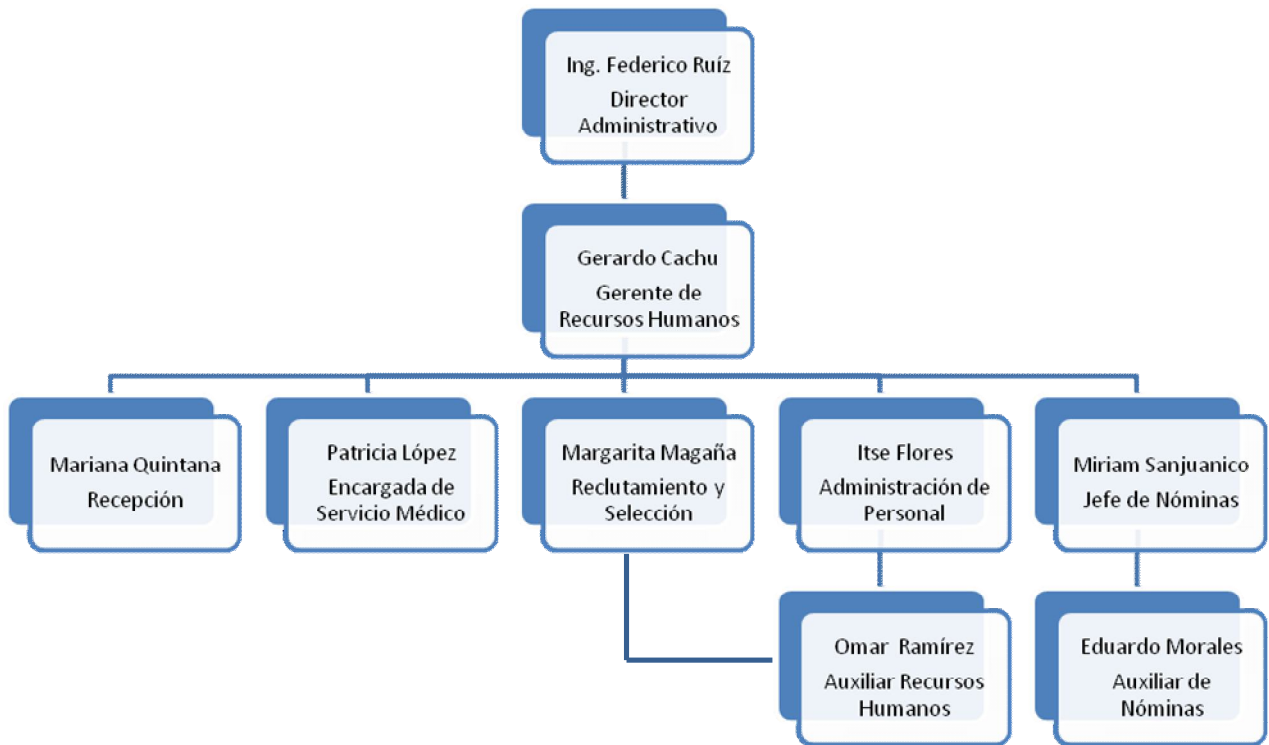 Ing. Federico Ruíz
Director
Administrativo
Gerardo Cachu
Gerente de
Recursos Humanos
Mariana Quintana
Recepción
Patricia López
Encargada de
Servicio Médico
Margarita Magaña
Reclutamiento y
Selección
Itse Flores
Administración de
Personal
Miriam Sanjuanico
Jefe de Nóminas
Omar Ramírez
Auxiliar Recursos
Humanos
Eduardo Morales
Auxiliar de
Nóminas